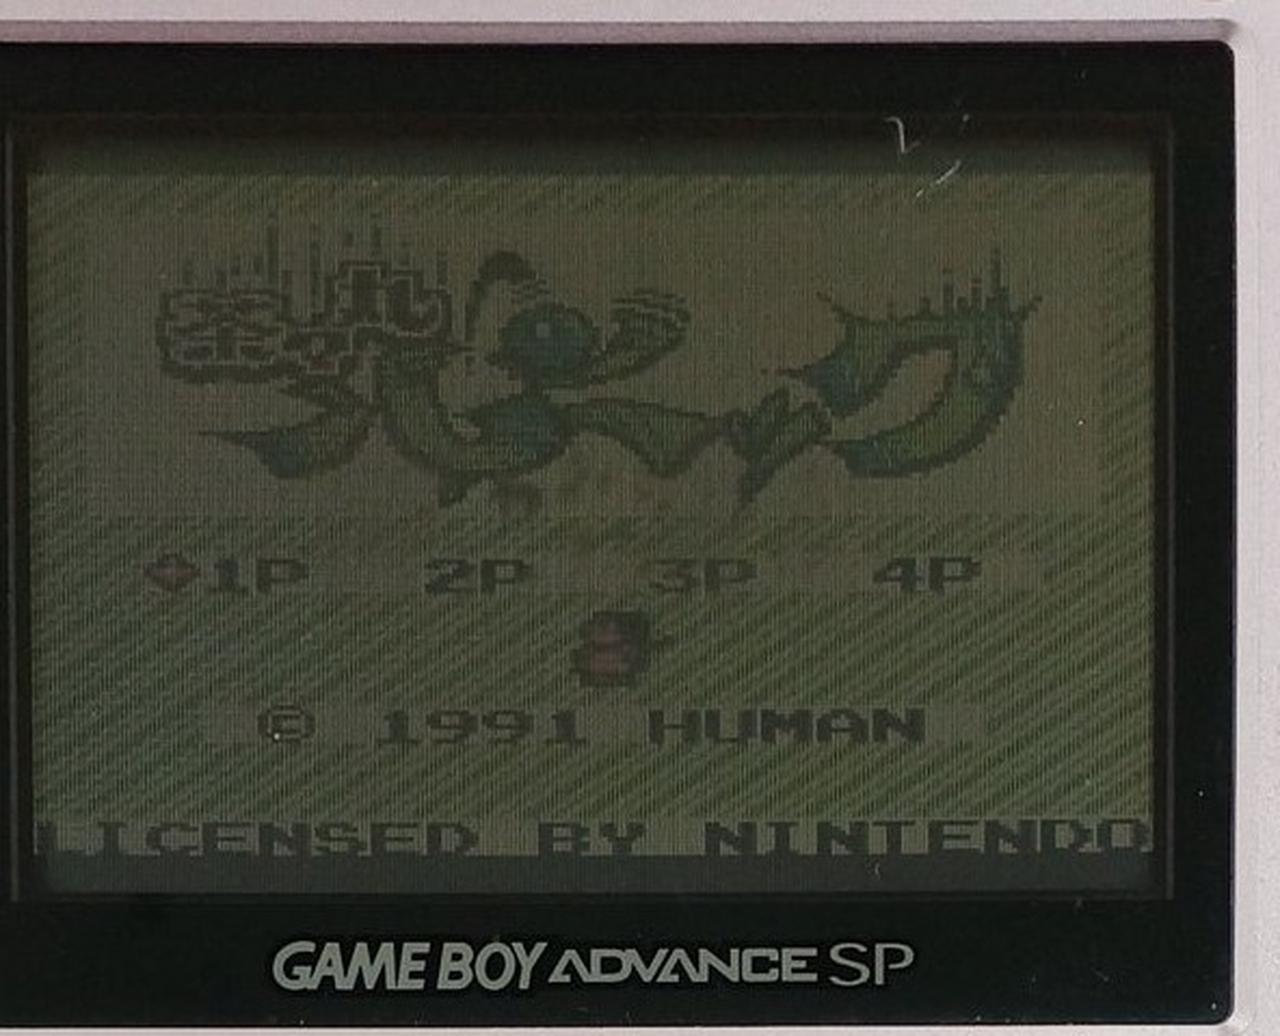 1P 2P 3P 4P
© 1991 HUMAN
LICENSED BY NINTENDO
GAME BOY ADVANCE SP